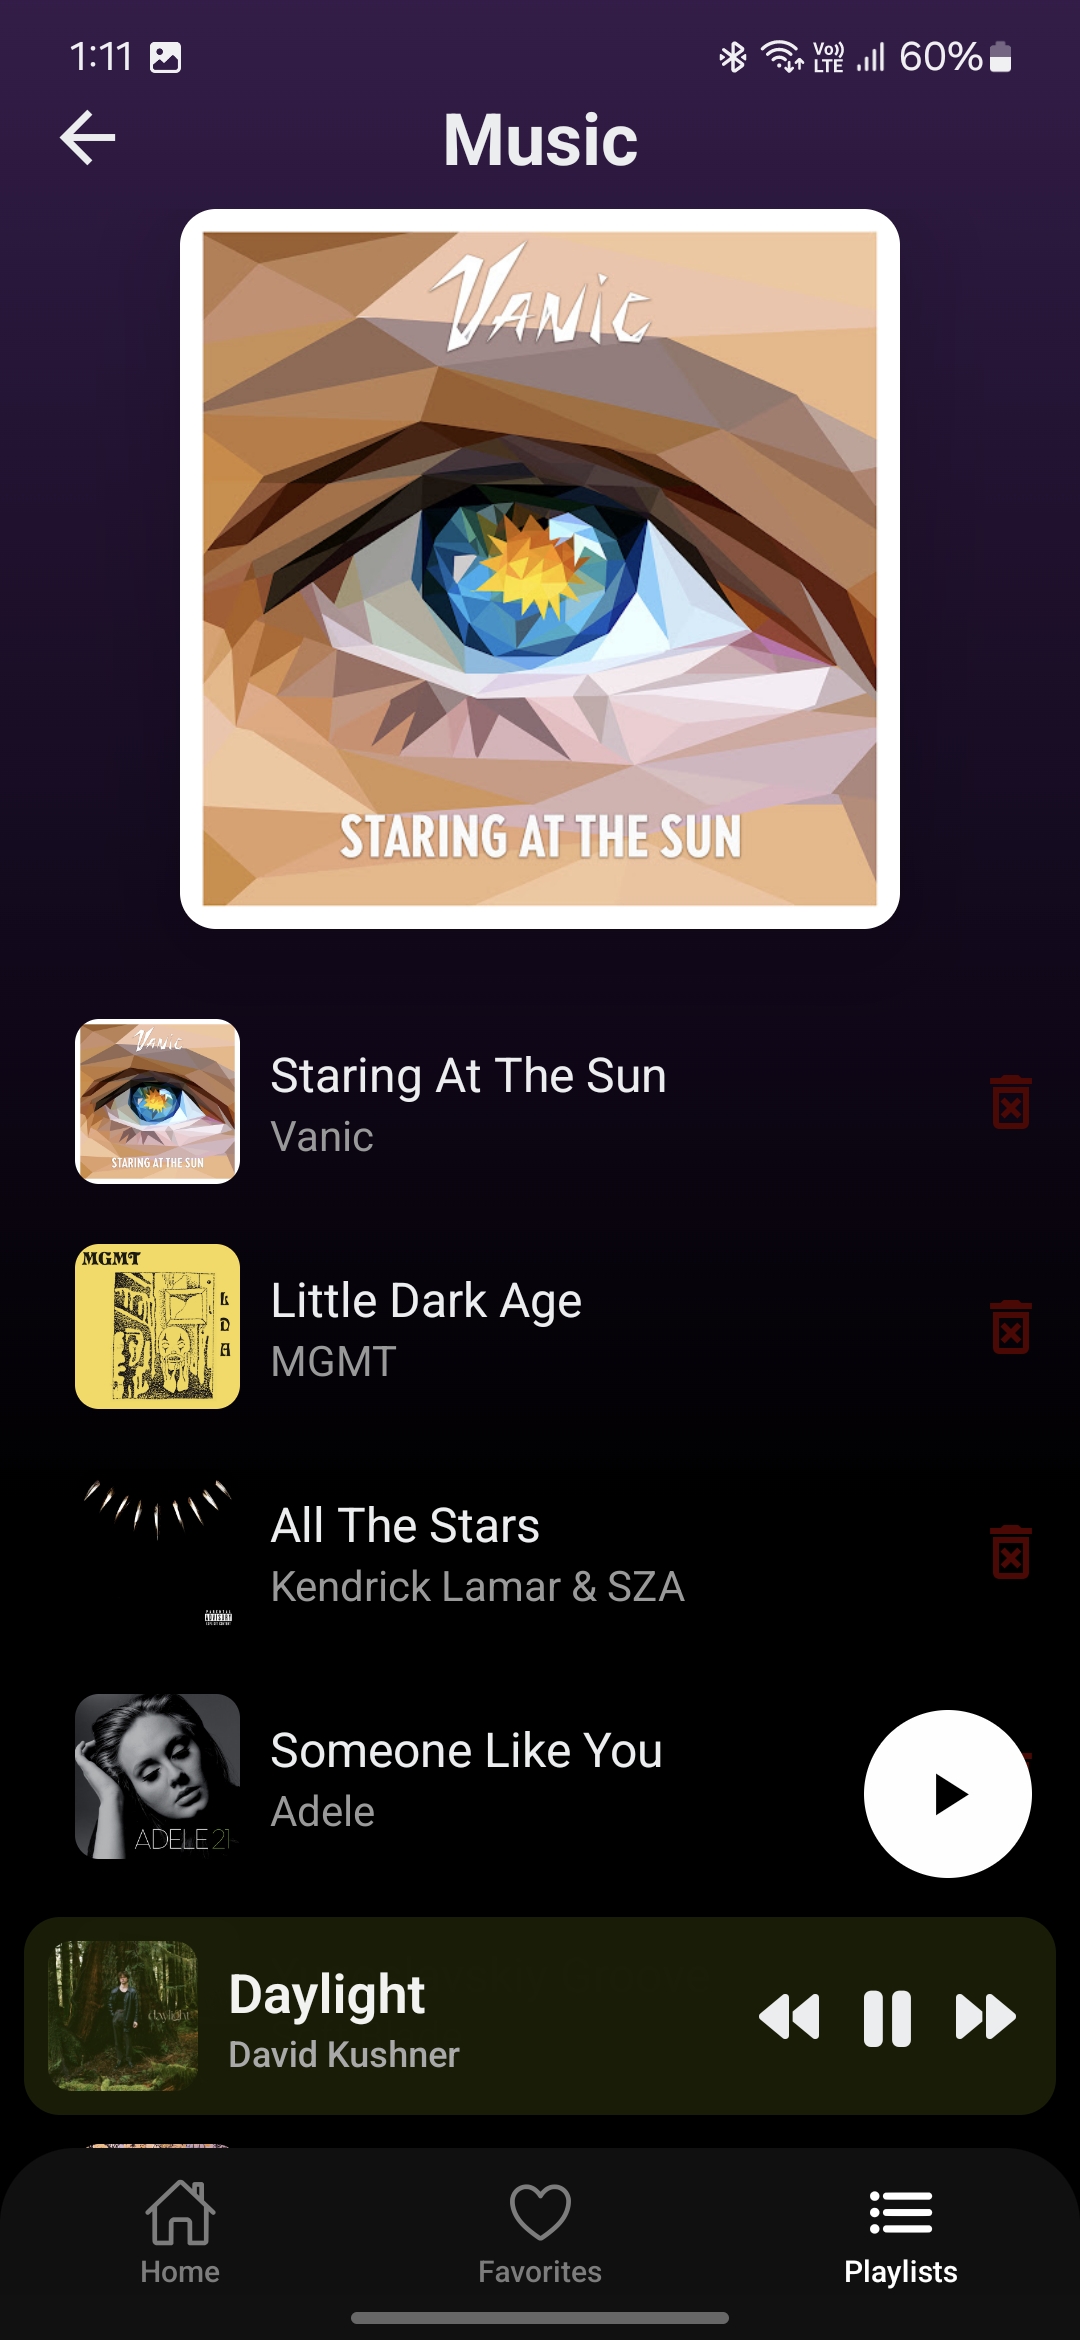 1:11
Vo))
LTE
60%
Music
VANIC
STARING AT THE SUN
VANIC
STARING AT THE SUN
Staring At The Sun
Vanic
MGMT
L
D
A
Little Dark Age
MGMT
All The Stars
Kendrick Lamar & SZA
ADELE 21
Someone Like You
Adele
daylight
Daylight
David Kushner
Home
Favorites
Playlists